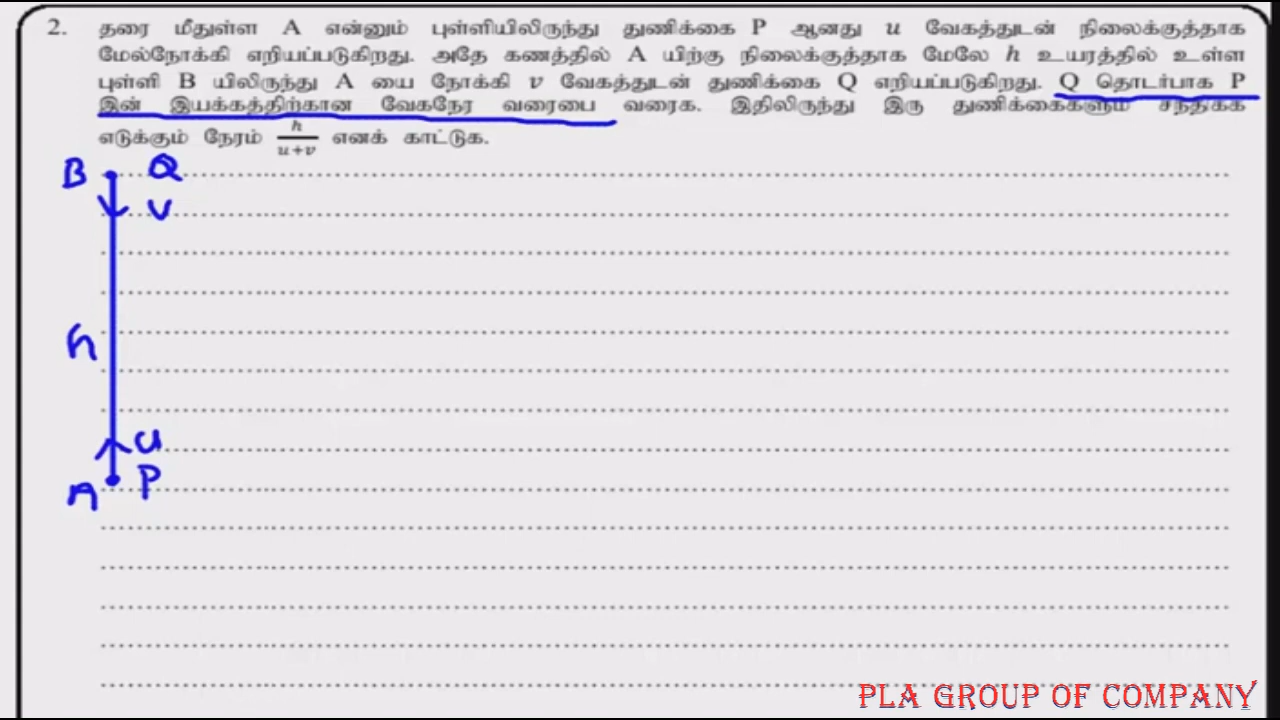 2. தரை மீதுள்ள A என்னும் புள்ளியிலிருந்து துணிக்கை P ஆனது u வேகத்துடன் நிலைக்குத்தாக
மேல்நோக்கி எறியப்படுகிறது. அதே கணத்தில் A யிற்கு நிலைக்குத்தாக மேலே h உயரத்தில் உள்ள
புள்ளி B யிலிருந்து A யை நோக்கி v வேகத்துடன் துணிக்கை Q எறியப்படுகிறது. Q தொடர்பாக P
இன் இயக்கத்திற்கான வேகநேர வரைபை வரைக. இதிலிருந்து இரு துணிக்கைகளும் சந்திக்க
எடுக்கும் நேரம் h/u+v எனக் காட்டுக.
B Q
v
h
u
A P
PLA GROUP OF COMPANY